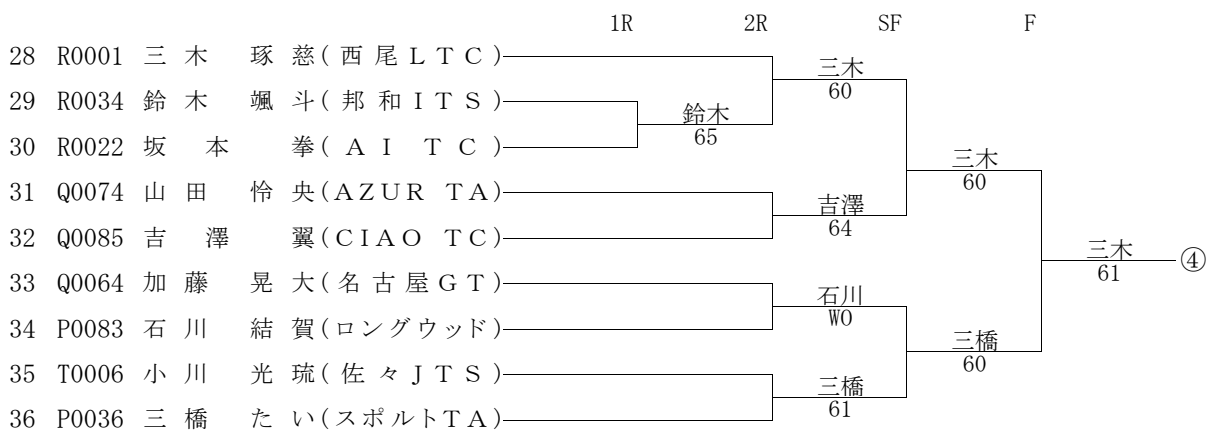 1R 2R SF F
28 R0001 三木 琢慈(西尾LTC)
三木
60
29 R0034 鈴木 颯斗(邦和ITS)
鈴木
65
30 R0022 坂本 拳(AI TC)
三木
60
31 Q0074 山田 怜央(AZUR TA)
吉澤
64
32 Q0085 吉澤 翼(CIAO TC)
三木
61
④
33 Q0064 加藤 晃大(名古屋GT)
石川
WO
34 P0083 石川 結賀(ロングウッド)
三橋
60
35 T0006 小川 光琉(佐々JTS)
三橋
61
36 P0036 三橋 たい(スポルトTA)